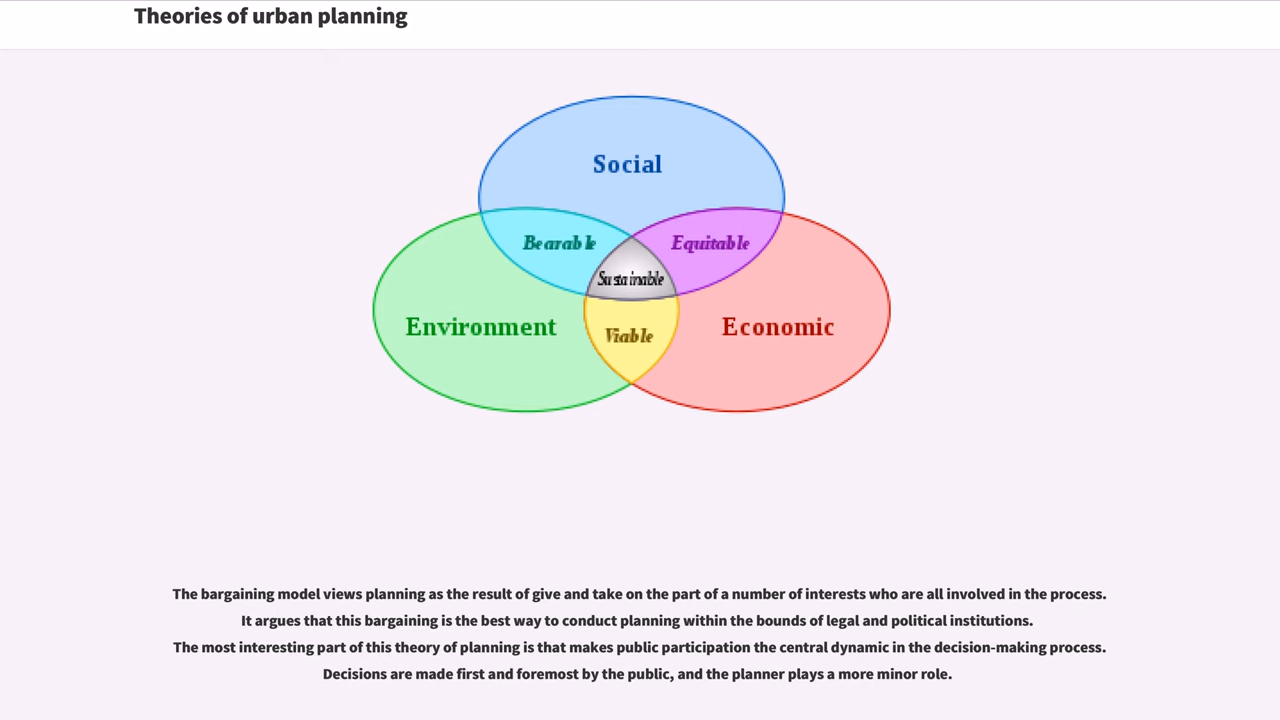 Theories of urban planning
Social
Bearable
Equitable
Sustainable
Environment
Viable
Economic
The bargaining model views planning as the result of give and take on the part of a number of interests who are all involved in the process.
It argues that this bargaining is the best way to conduct planning within the bounds of legal and political institutions.
The most interesting part of this theory of planning is that makes public participation the central dynamic in the decision-making process.
Decisions are made first and foremost by the public, and the planner plays a more minor role.